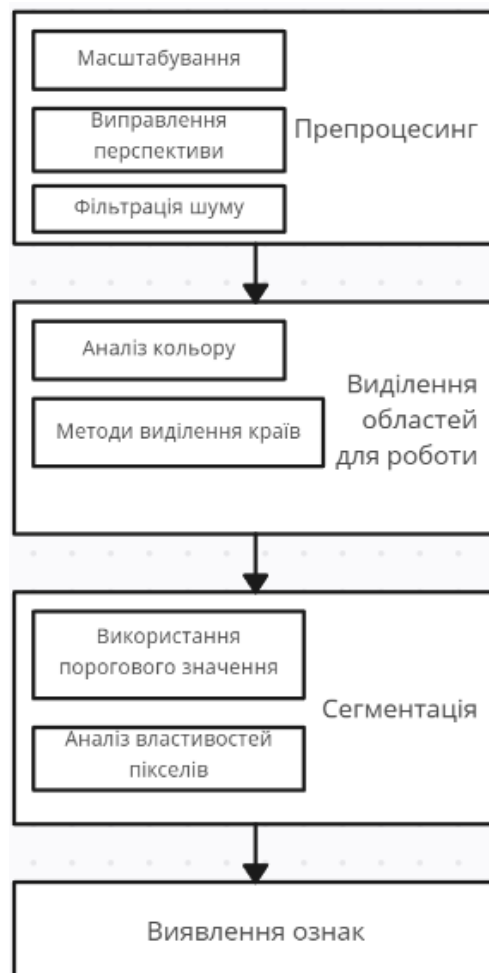 Масштабування
Виправлення
перспективи
Фільтрація шуму
Препроцесинг
Аналіз кольору
Методи виділення країв
Виділення
областей
для роботи
Використання
порогового значення
Аналіз властивостей
пікселів
Сегментація
Виявлення ознак